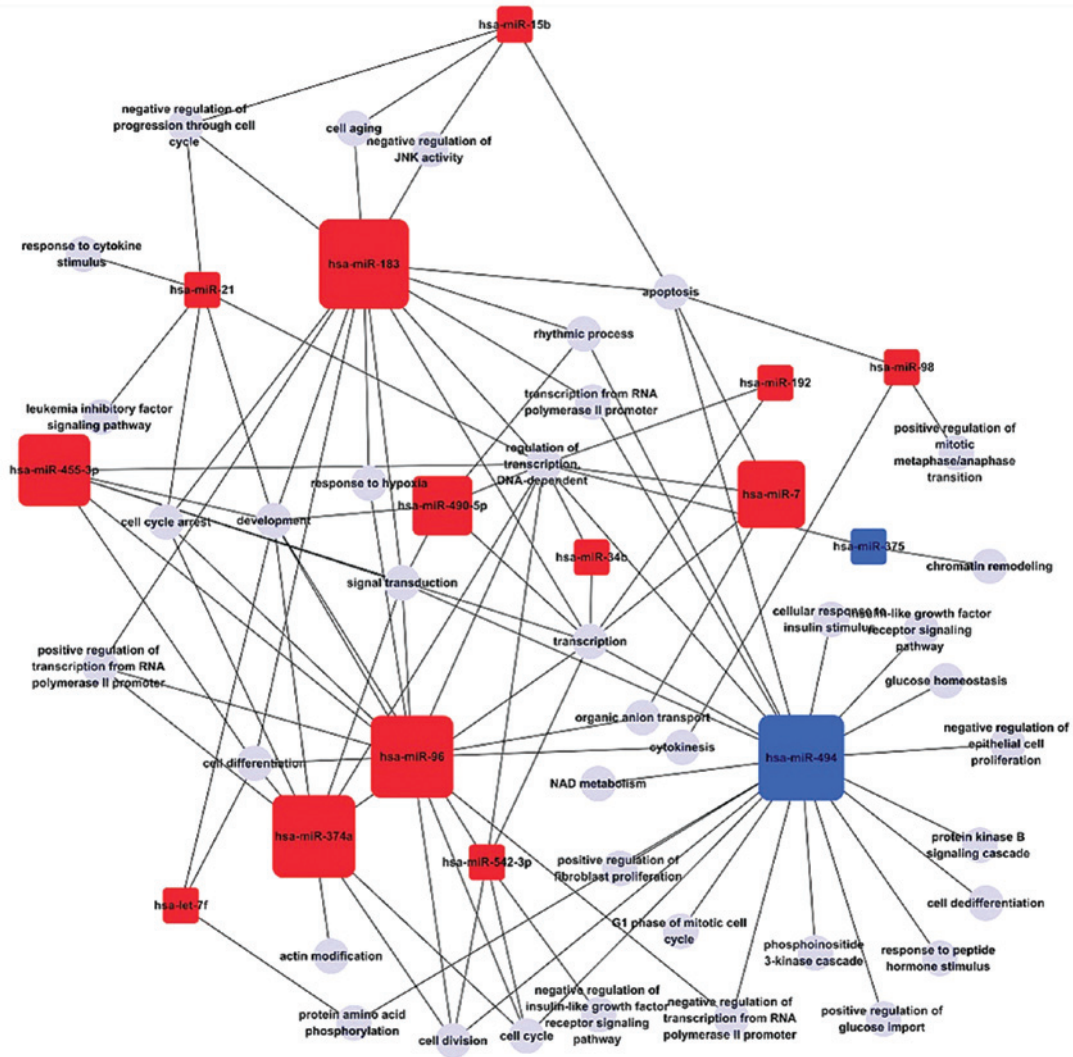 hsa-miR-15b
negative regulation of
progression through cell
cycle
cell aging
negative regulation of
JNK activity
response to cytokine
stimulus
hsa-miR-183
hsa-miR-21
apoptosis
rhythmic process
hsa-miR-192
hsa-miR-98
leukemia inhibitory factor
signaling pathway
transcription from RNA
polymerase II promoter
positive regulation of
mitotic
metaphase/anaphase
transition
hsa-miR-455-3p
regulation of
transcription,
DNA-dependent
response to hypoxia
hsa-miR-490-5p
hsa-miR-7
cell cycle arrest
development
hsa-miR-34b
hsa-miR-375
chromatin remodeling
signal transduction
cellular response to
insulin stimulus
insulin-like growth factor
receptor signaling
pathway
transcription
positive regulation of
transcription from RNA
polymerase II promoter
glucose homeostasis
organic anion transport
cytokinesis
negative regulation of
epithelial cell
proliferation
hsa-miR-96
hsa-miR-494
cell differentiation
NAD metabolism
hsa-miR-374a
hsa-miR-542-3p
positive regulation of
fibroblast proliferation
protein kinase B
signaling cascade
hsa-let-7f
cell dedifferentiation
G1 phase of mitotic cell
cycle
actin modification
phosphoinositide
3-kinase cascade
response to peptide
hormone stimulus
protein amino acid
phosphorylation
cell division
cell cycle
negative regulation of
insulin-like growth factor
receptor signaling
pathway
negative regulation of
transcription from RNA
polymerase II promoter
positive regulation of
glucose import